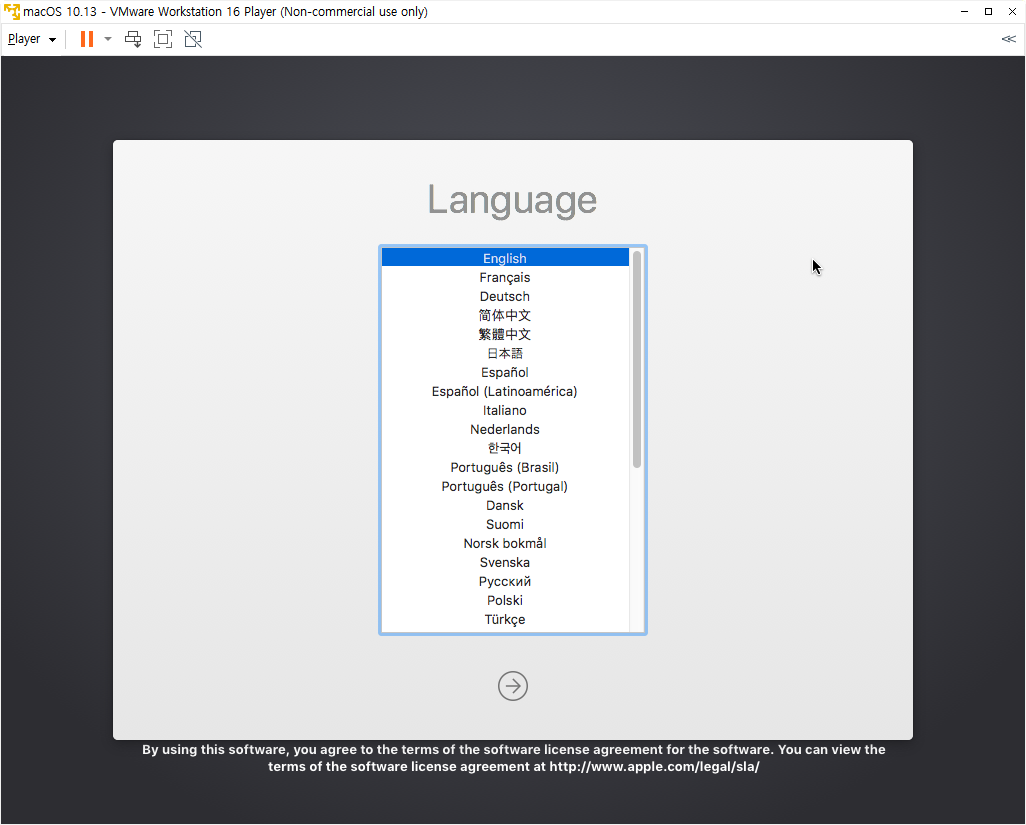 macOS 10.13 - VMware Workstation 16 Player (Non-commercial use only)
Player
Language
English
Français
Deutsch
简体中文
繁體中文
日本語
Español
Español (Latinoamérica)
Italiano
Nederlands
한국어
Português (Brasil)
Português (Portugal)
Dansk
Suomi
Norsk bokmål
Svenska
Русский
Polski
Türkçe
By using this software, you agree to the terms of the software license agreement for the software. You can view the
terms of the software license agreement at http://www.apple.com/legal/sla/